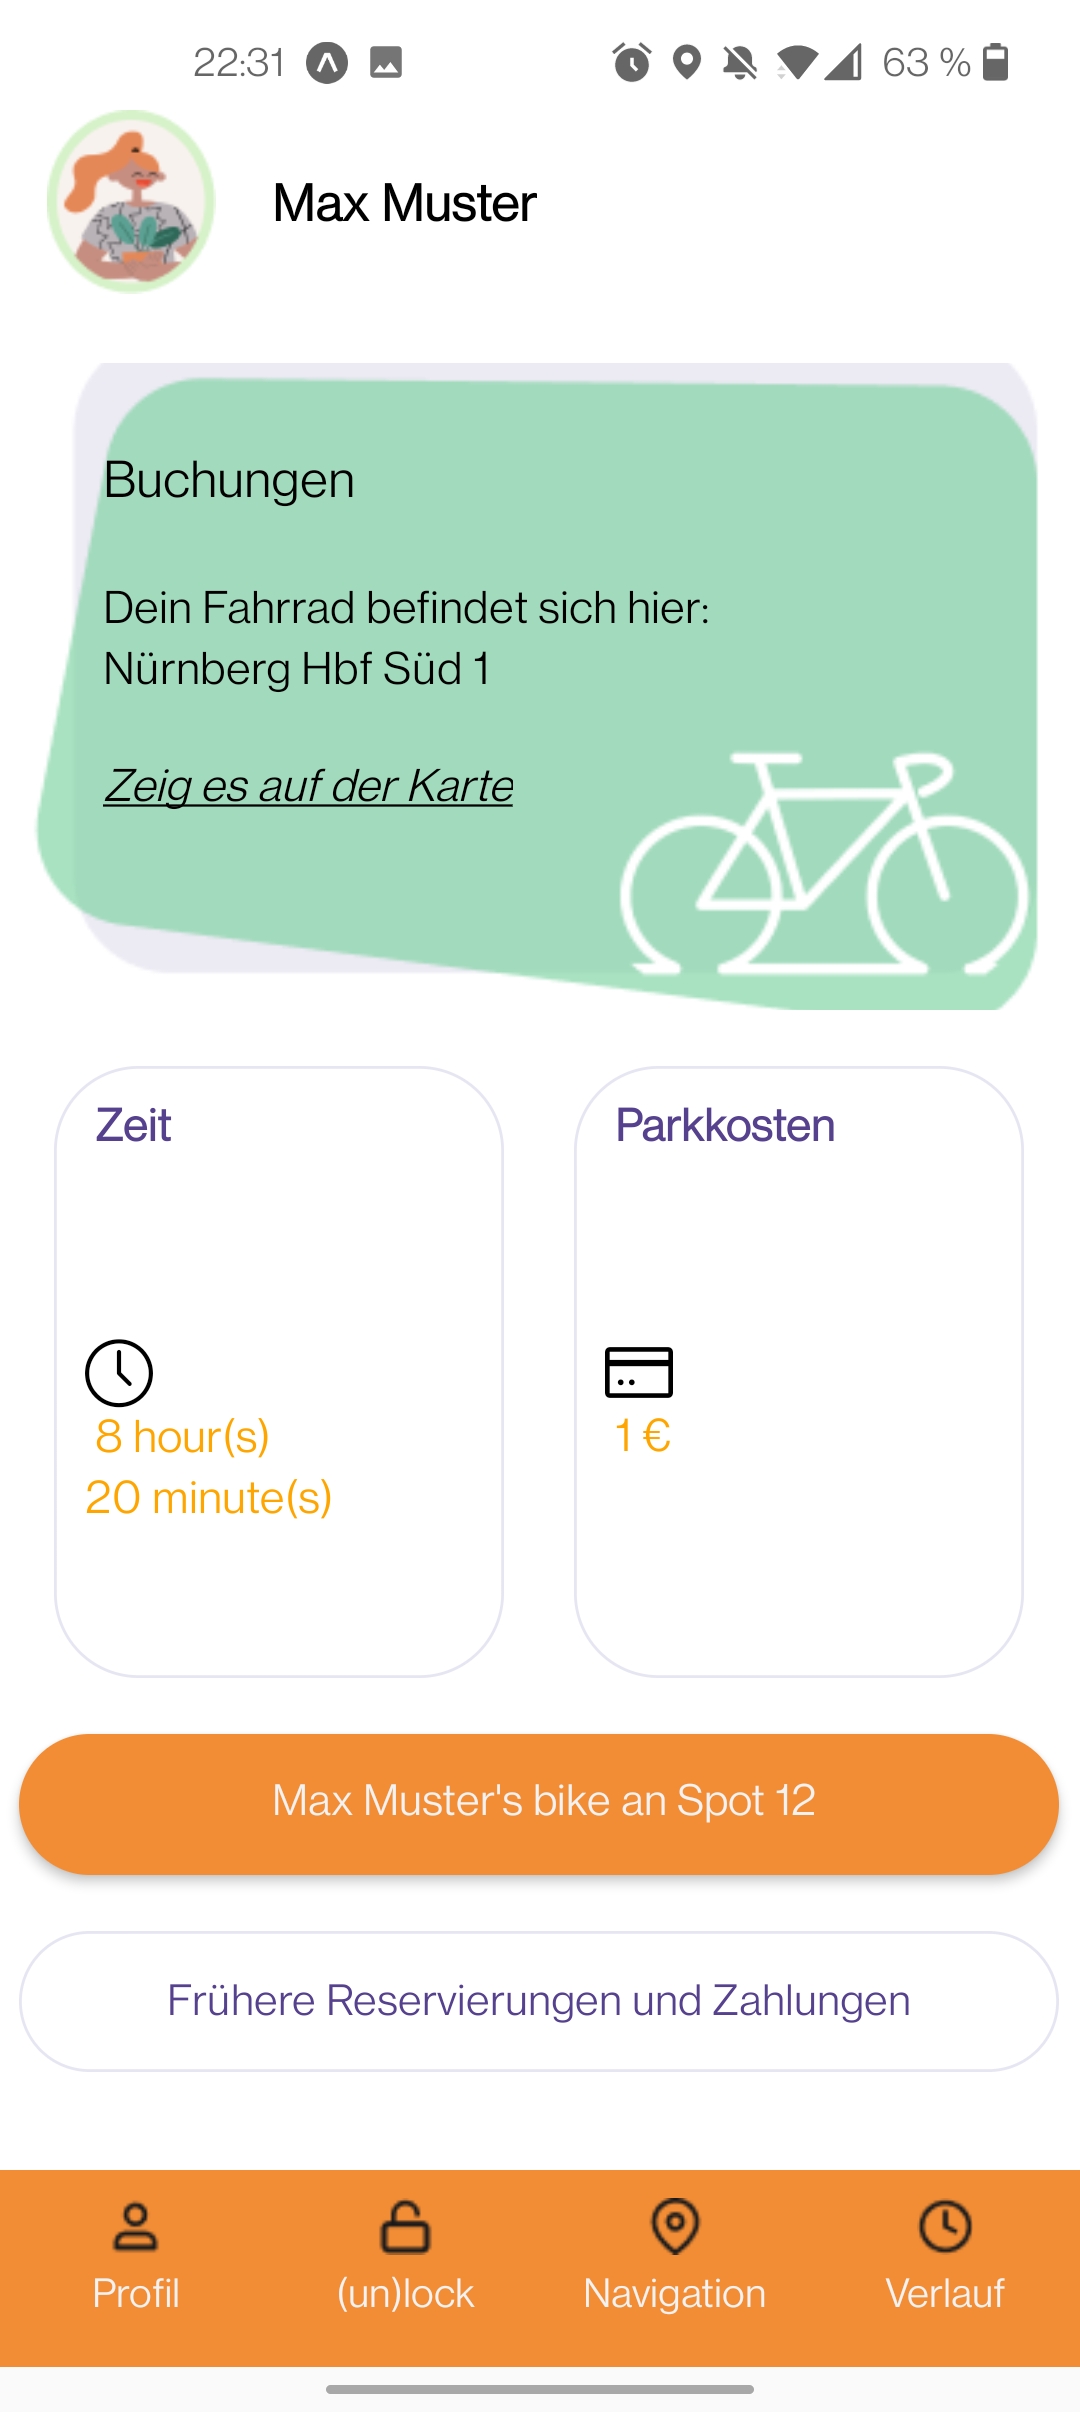 22:31
63 %
Max Muster
Buchungen
Dein Fahrrad befindet sich hier:
Nürnberg Hbf Süd 1
Zeig es auf der Karte
Zeit
Parkkosten
8 hour(s)
20 minute(s)
1 €
Max Muster's bike an Spot 12
Frühere Reservierungen und Zahlungen
Profil
(un)lock
Navigation
Verlauf